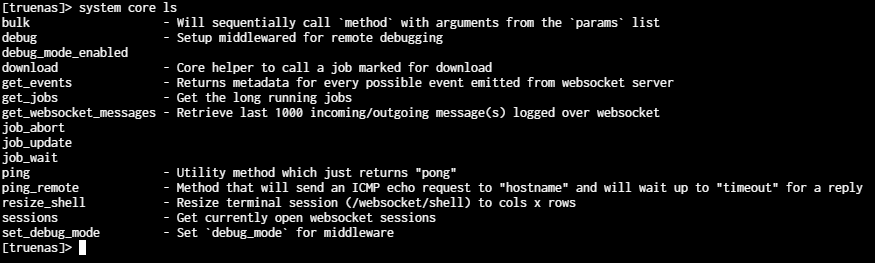 [truenas]> system core ls
bulk                   - Will sequentially call `method` with arguments from the `params` list
debug                  - Setup middlewared for remote debugging
debug_mode_enabled
download               - Core helper to call a job marked for download
get_events             - Returns metadata for every possible event emitted from websocket server
get_jobs               - Get the long running jobs
get_websocket_messages - Retrieve last 1000 incoming/outgoing message(s) logged over websocket
job_abort
job_update
job_wait
ping                   - Utility method which just returns "pong"
ping_remote            - Method that will send an ICMP echo request to "hostname" and will wait up to "timeout" for a reply
resize_shell           - Resize terminal session (/websocket/shell) to cols x rows
sessions               - Get currently open websocket sessions
set_debug_mode         - Set `debug_mode` for middleware
[truenas]>